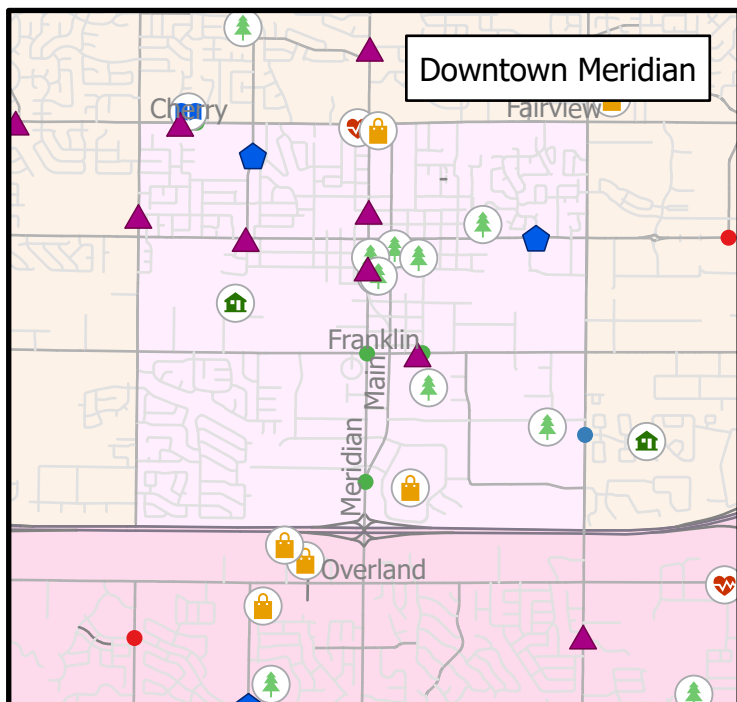 Downtown Meridian
Cherry
Fairview
Franklin
Main
Meridian
Overland